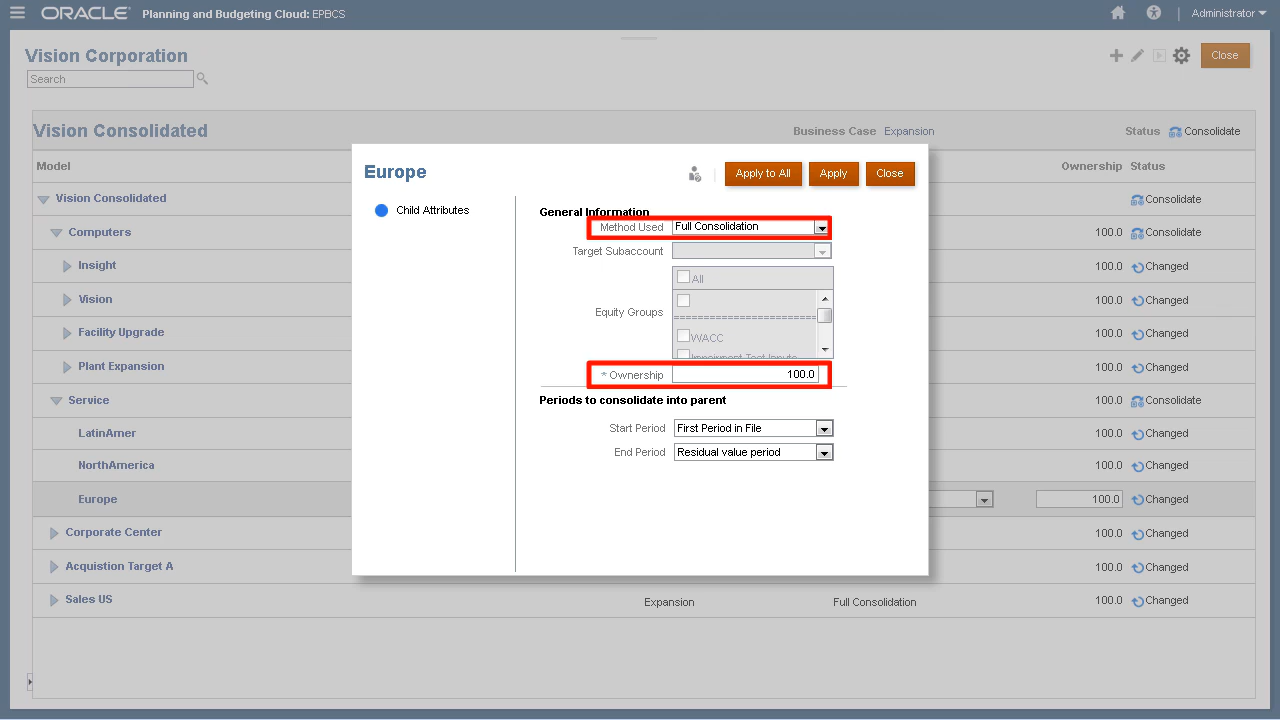 ORACLE Planning and Budgeting Cloud: EPBCS Administrator
Vision Corporation Close
Search
Vision Consolidated Business Case Expansion Status Consolidate
Model Ownership Status
Vision Consolidated Consolidate
Computers 100.0 Consolidate
Insight 100.0 Changed
Vision 100.0 Changed
Facility Upgrade 100.0 Changed
Plant Expansion 100.0 Changed
Service 100.0 Consolidate
LatinAmer 100.0 Changed
NorthAmerica 100.0 Changed
Europe 100.0 Changed
Corporate Center 100.0 Changed
Acquistion Target A 100.0 Changed
Sales US Expansion Full Consolidation 100.0 Changed
Europe Apply to All Apply Close
Child Attributes
General Information
Method Used Full Consolidation
Target Subaccount
All
Equity Groups
====================================
WACC
Impairment Test Inputs
* Ownership 100.0
Periods to consolidate into parent
Start Period First Period in File
End Period Residual value period